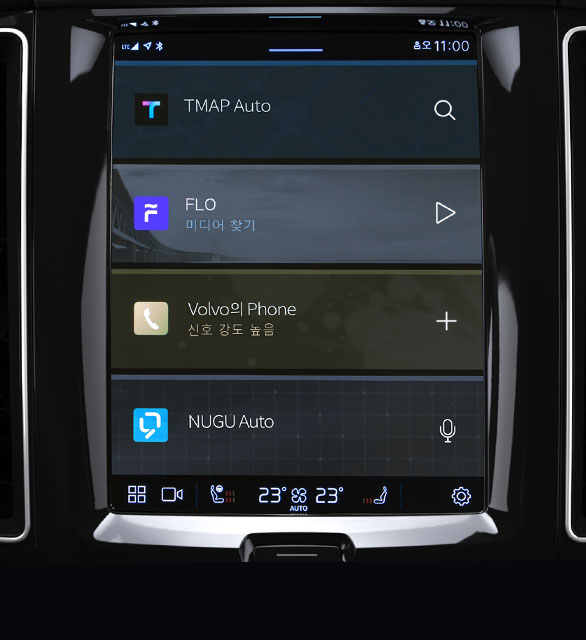 LTE
오오 11:00
TMAP Auto
FLO
미디어 찾기
Volvo의 Phone
신호 강도 높음
NUGU Auto
23°
23°
AUTO